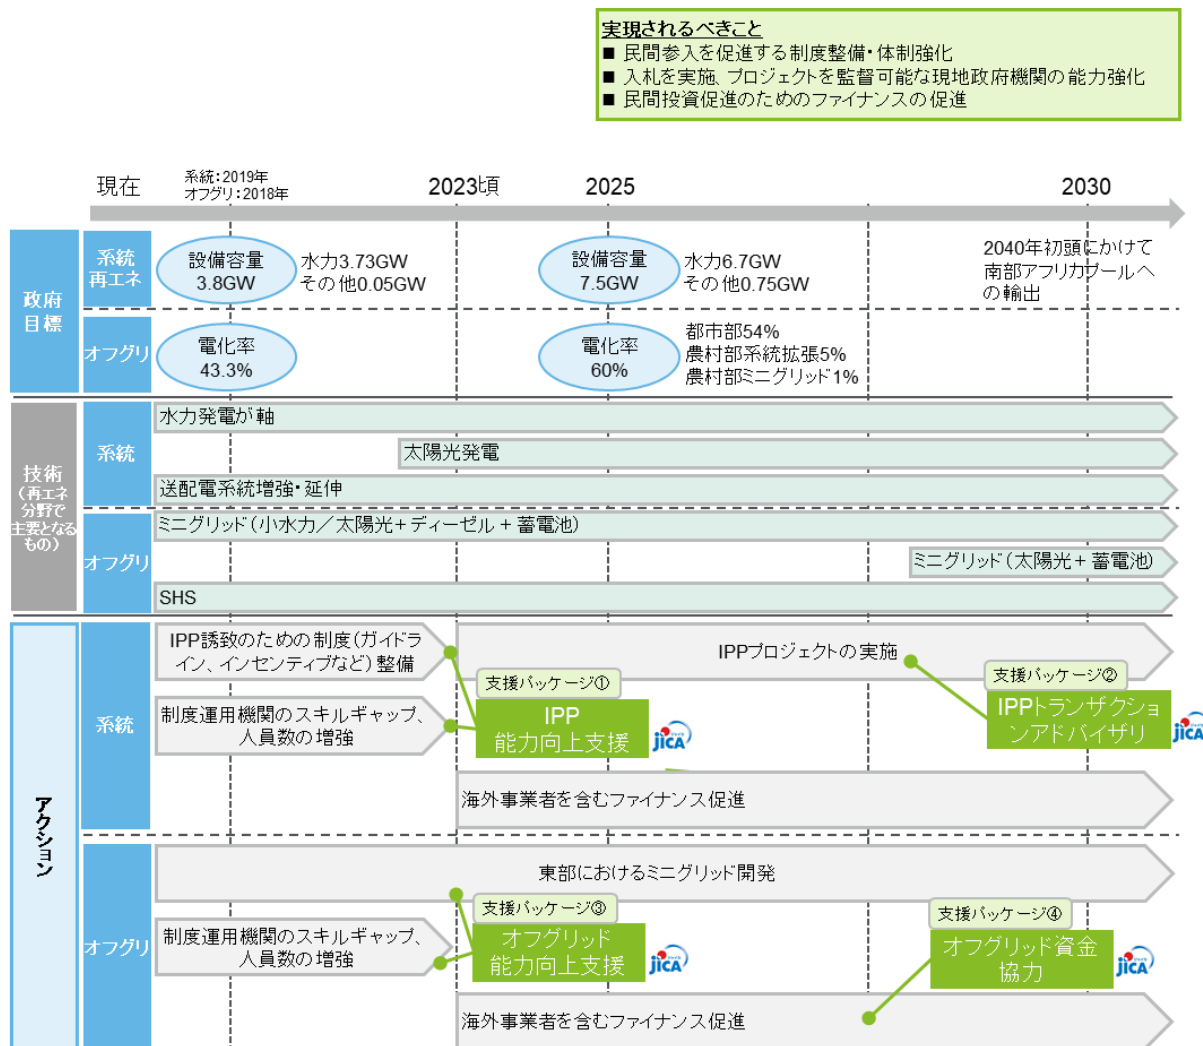 実現されるべきこと
■ 民間参入を促進する制度整備・体制強化
■ 入札を実施、プロジェクトを監督可能な現地政府機関の能力強化
■ 民間投資促進のためのファイナンスの促進
現在
系統：2019年
オフグリ：2018年
2023頃
2025
2030
政府
目標
系統
再エネ
設備容量
3.8GW
水力3.73GW
その他0.05GW
設備容量
7.5GW
水力6.7GW
その他0.75GW
2040年初頭にかけて
南部アフリカプールへ
の輸出
オフグリ
電化率
43.3%
電化率
60%
都市部54%
農村部系統拡張5%
農村部ミニグリッド1%
技術
（再エネ
分野で
主要となる
もの）
系統
水力発電が軸
太陽光発電
送配電系統増強・延伸
オフグリ
ミニグリッド（小水力／太陽光＋ディーゼル＋蓄電池）
ミニグリッド（太陽光＋蓄電池）
SHS
アクション
系統
IPP誘致のための制度（ガイドラ
イン、インセンティブなど）整備
IPPプロジェクトの実施
制度運用機関のスキルギャップ、
人員数の増強
支援パッケージ①
IPP
能力向上支援
jICA
支援パッケージ②
IPPトランザクショ
ンアドバイザリ
jICA
海外事業者を含むファイナンス促進
オフグリ
東部におけるミニグリッド開発
制度運用機関のスキルギャップ、
人員数の増強
支援パッケージ③
オフグリッド
能力向上支援
jICA
支援パッケージ④
オフグリッド資金
協力
jICA
海外事業者を含むファイナンス促進